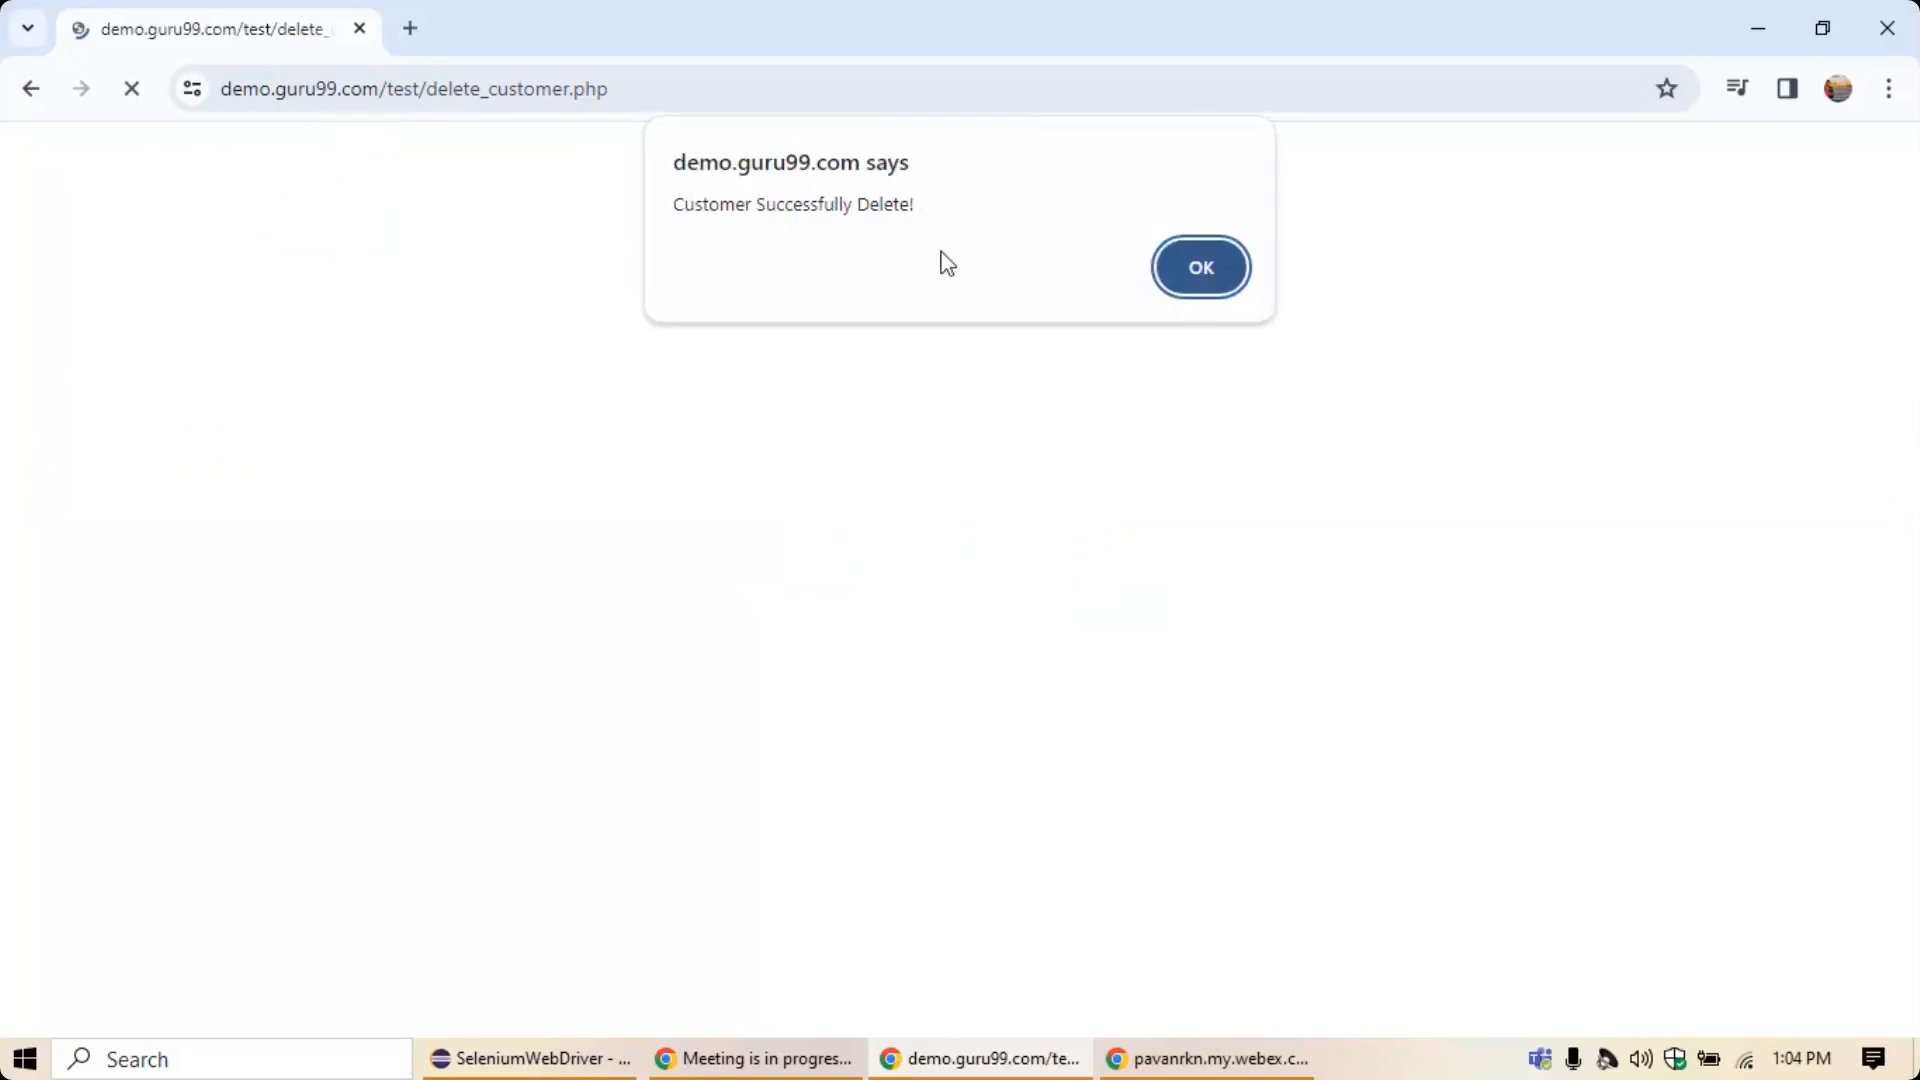 demo.guru99.com/test/delete_
demo.guru99.com/test/delete_customer.php
demo.guru99.com says
Customer Successfully Delete!
OK
Search
SeleniumWebDriver - ...
Meeting is in progres...
demo.guru99.com/te...
pavanrkn.my.webex.c...
1:04 PM